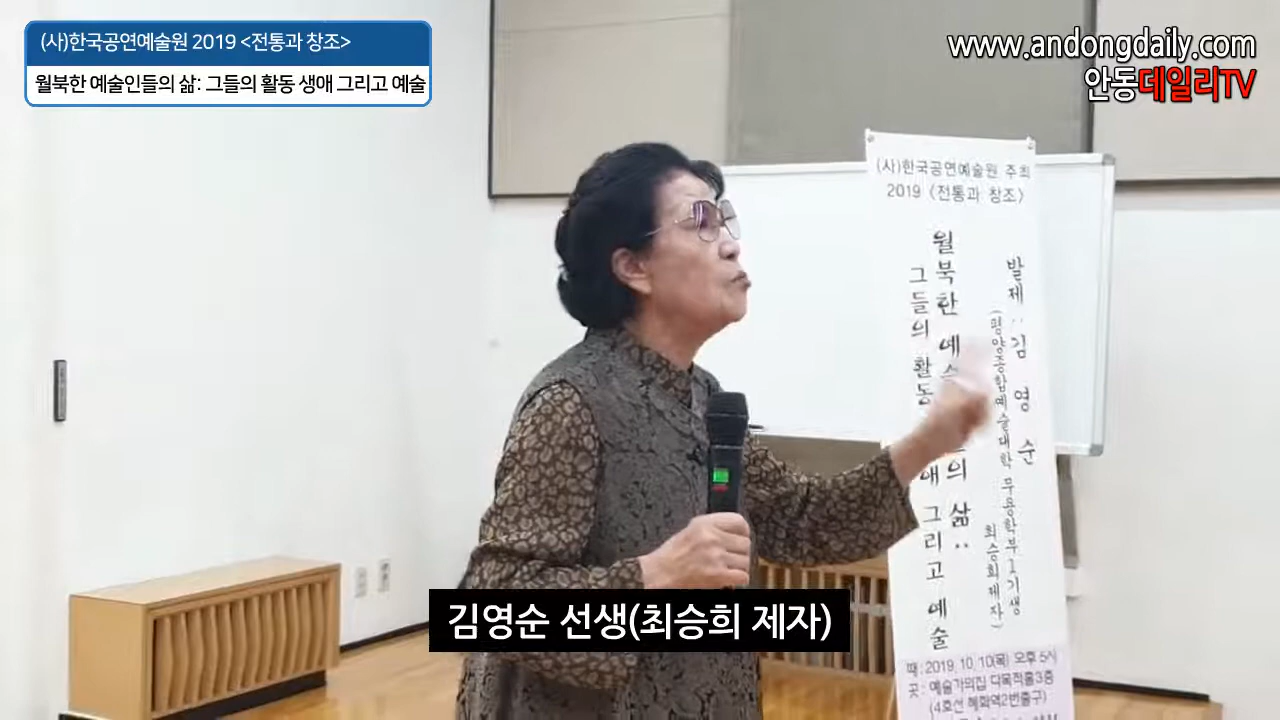 (사)한국공연예술원 2019 <전통과 창조>
월북한 예술인들의 삶: 그들의 활동 생애 그리고 예술
www.andongdaily.com
안동데일리TV
(사)한국공연예술원 주최
2019 <전통과 창조>
발제: 김영순
(평양종합예술대학 무용학부 1기생
최승희 제자)
월북한 예 의 삶:
그들의 활동 애 그리고 예술
때: 2019. 10. 10(목) 오후 5시
곳: 예술가의집 다목적홀3층
(4호선 혜화역2번출구)
김영순 선생(최승희 제자)